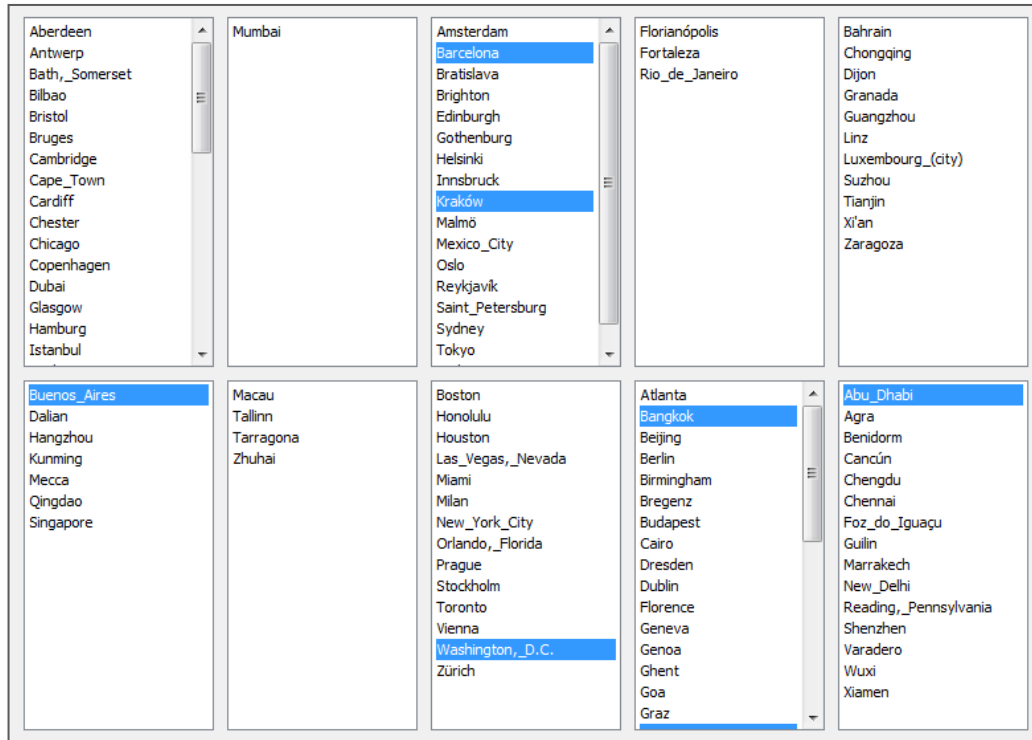 Aberdeen
Antwerp
Bath,_Somerset
Bilbao
Bristol
Bruges
Cambridge
Cape_Town
Cardiff
Chester
Chicago
Copenhagen
Dubai
Glasgow
Hamburg
Istanbul
Mumbai
Amsterdam
Barcelona
Bratislava
Brighton
Edinburgh
Gothenburg
Helsinki
Innsbruck
Kraków
Malmö
Mexico_City
Oslo
Reykjavík
Saint_Petersburg
Sydney
Tokyo
Florianópolis
Fortaleza
Rio_de_Janeiro
Bahrain
Chongqing
Dijon
Granada
Guangzhou
Linz
Luxembourg_(city)
Suzhou
Tianjin
Xi'an
Zaragoza
Buenos_Aires
Dalian
Hangzhou
Kunming
Mecca
Qingdao
Singapore
Macau
Tallinn
Tarragona
Zhuhai
Boston
Honolulu
Houston
Las_Vegas,_Nevada
Miami
Milan
New_York_City
Orlando,_Florida
Prague
Stockholm
Toronto
Vienna
Washington,_D.C.
Zürich
Atlanta
Bangkok
Beijing
Berlin
Birmingham
Bregenz
Budapest
Cairo
Dresden
Dublin
Florence
Geneva
Genoa
Ghent
Goa
Graz
Abu_Dhabi
Agra
Benidorm
Cancún
Chengdu
Chennai
Foz_do_Iguaçu
Guilin
Marrakech
New_Delhi
Reading,_Pennsylvania
Shenzhen
Varadero
Wuxi
Xiamen